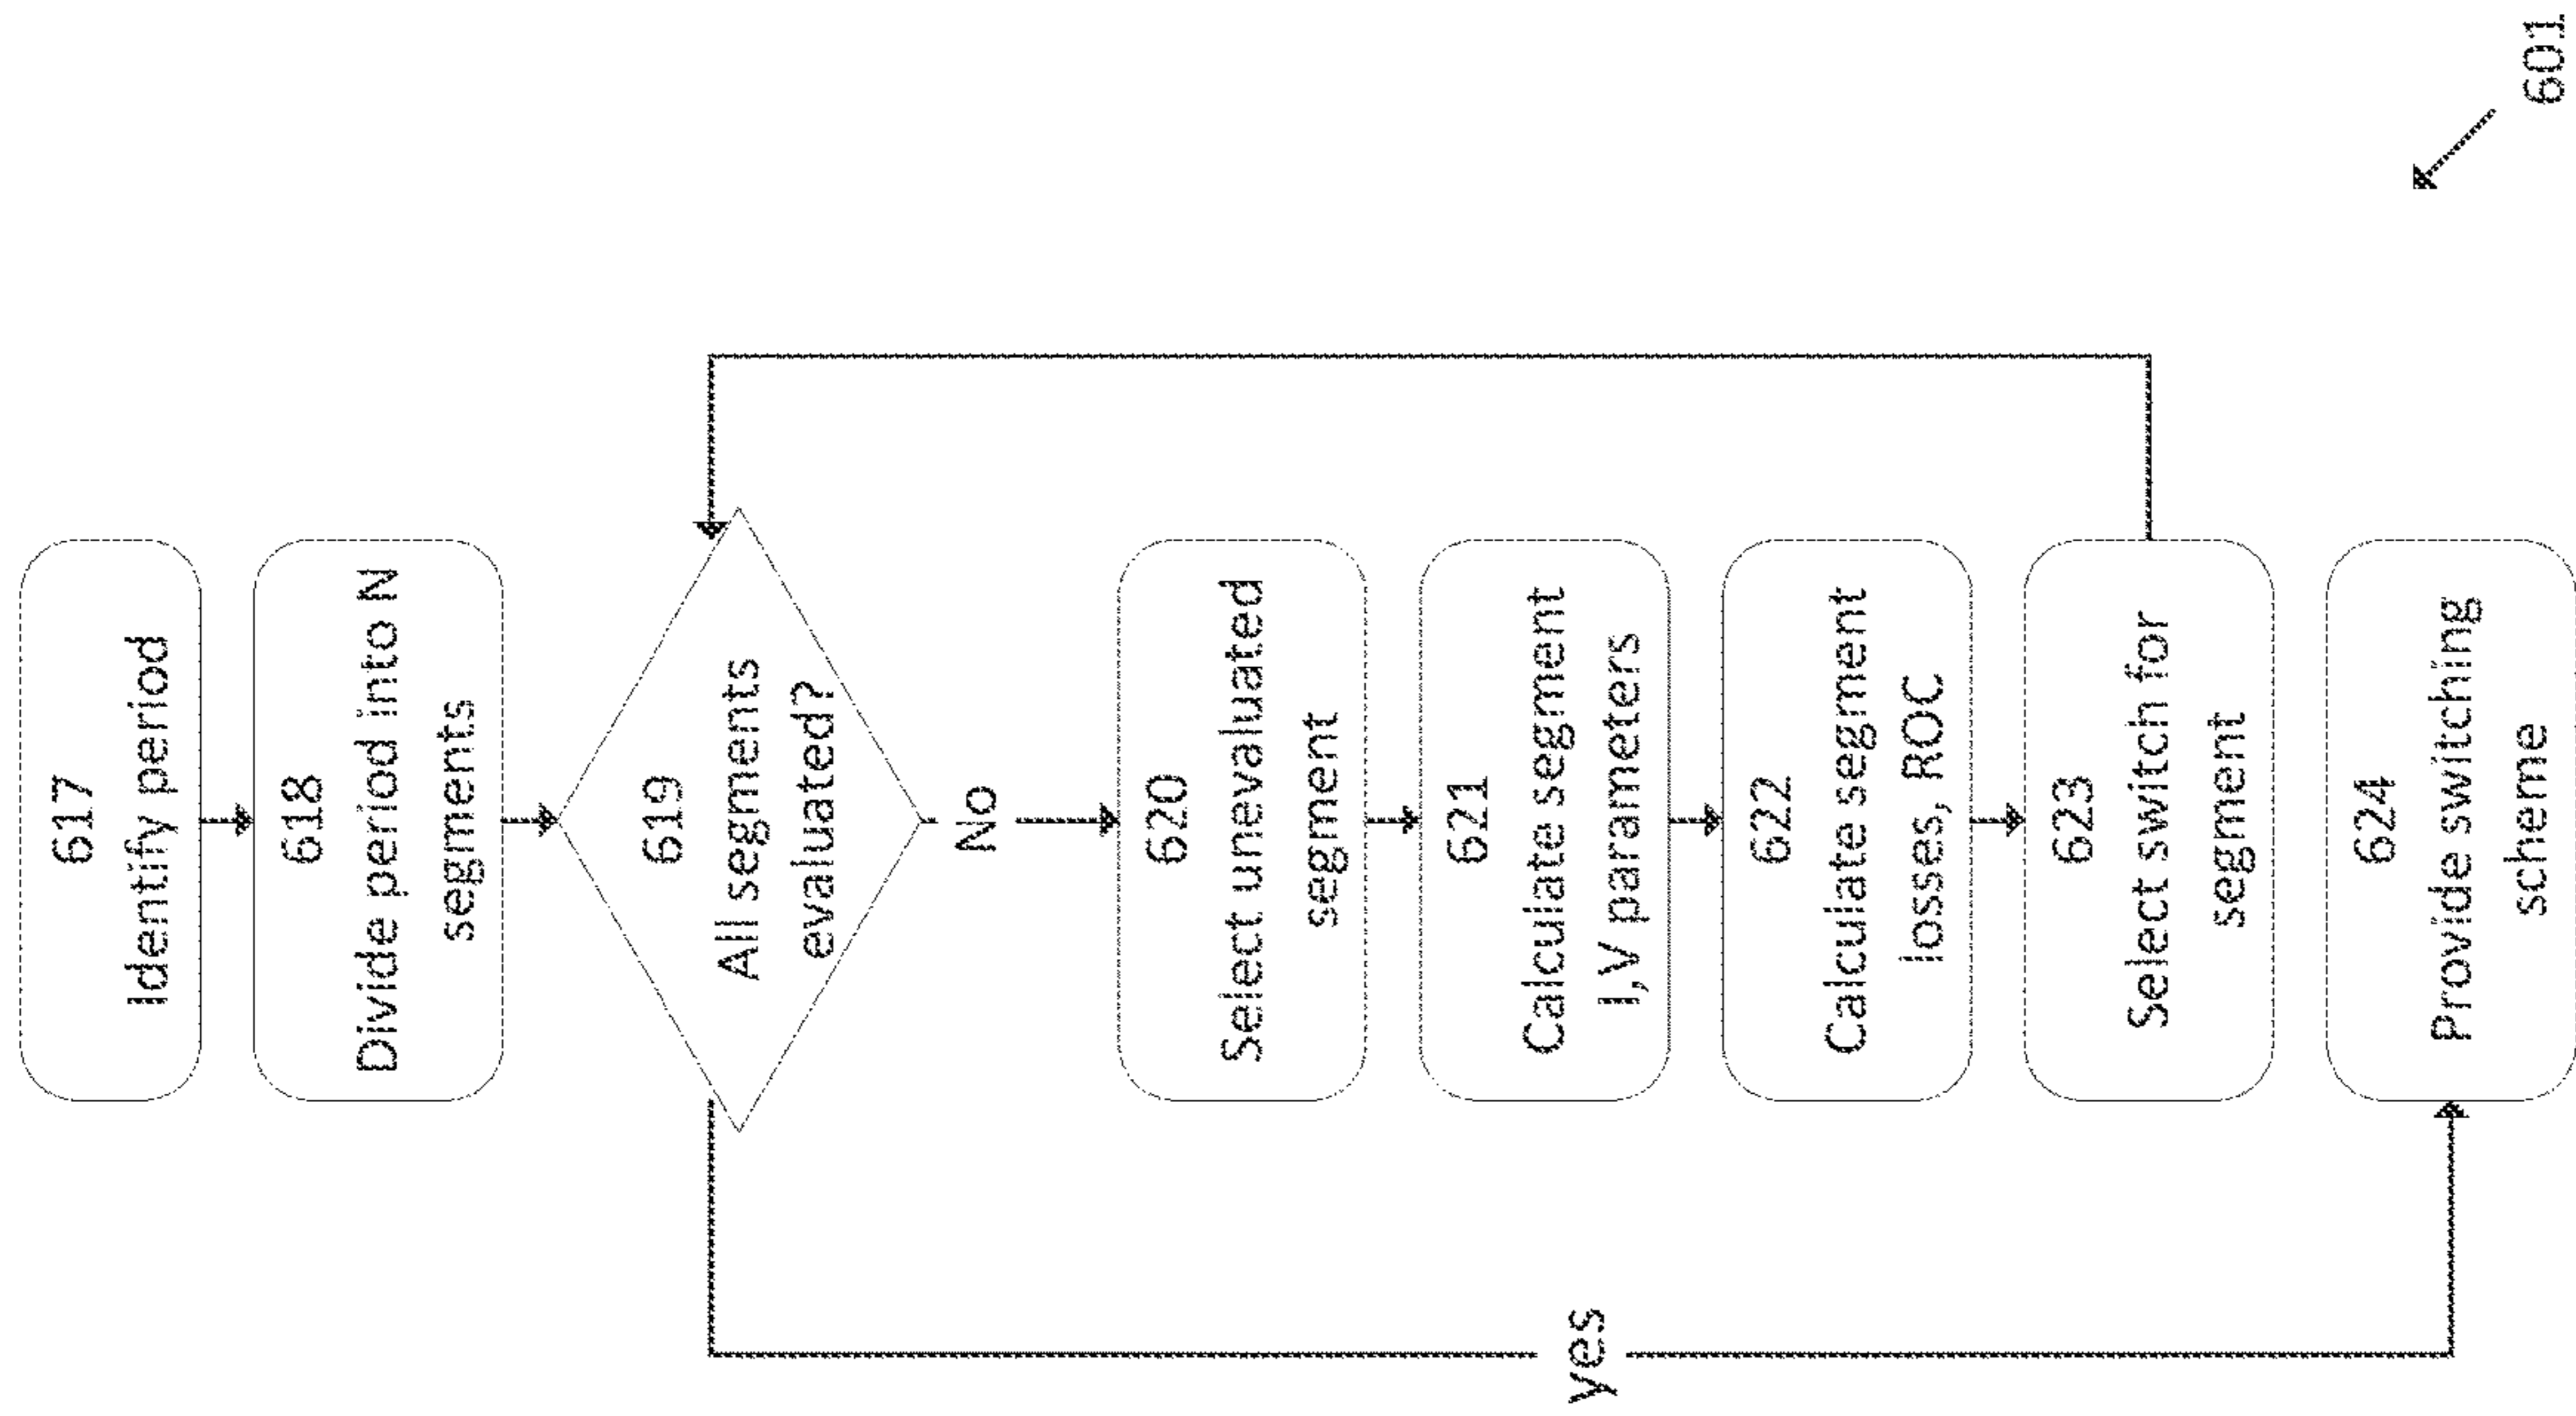 617
Identify period
618
Divide period into N
segments
619
All segments
evaluated?
No
620
Select unevaluated
segment
621
Calculate segment
I,V parameters
622
Calculate segment
losses, ROC
623
Select switch for
segment
624
Provide switching
scheme
yes
601